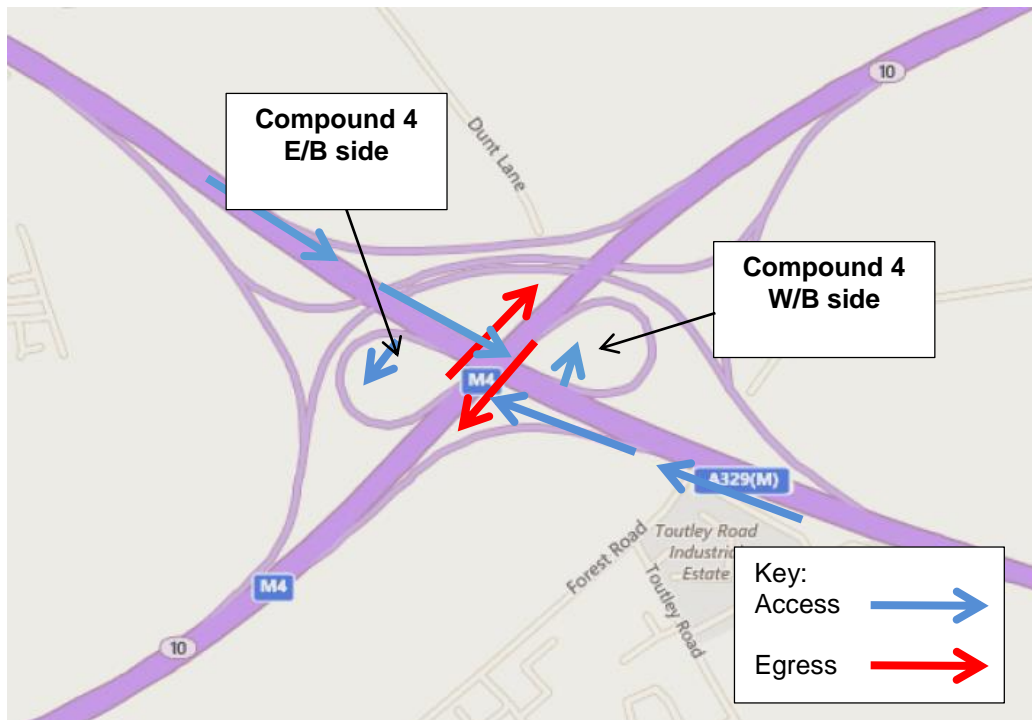 10
Compound 4
E/B side
Dunt Lane
Compound 4
W/B side
M4
A329(M)
Toutley Road
Industrial
Estate
Forest Road
Toutley Road
M4
10
Key:
Access
Egress